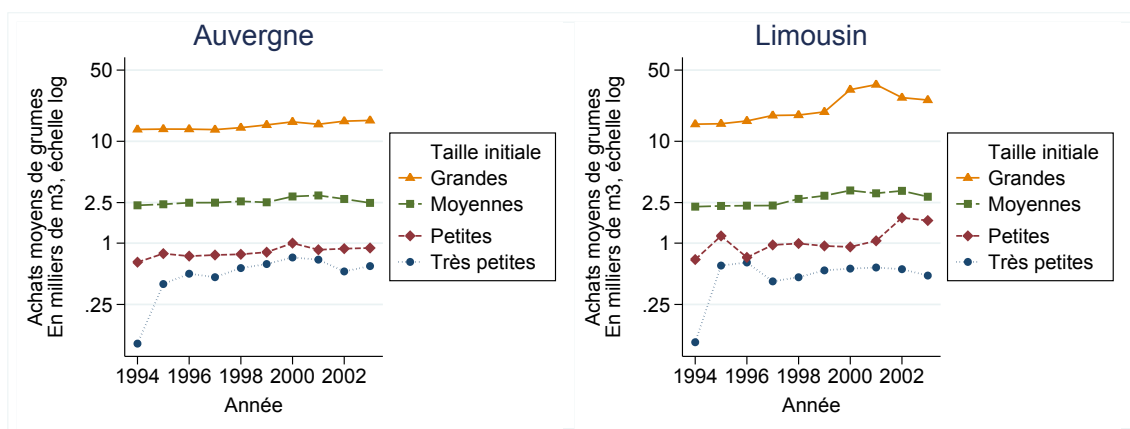 Auvergne
Achats moyens de grumes
En milliers de m3, échelle log
50
10
2.5
1
.25
1994 1996 1998 2000 2002
Année
Taille initiale
Grandes
Moyennes
Petites
Très petites
Limousin
Achats moyens de grumes
En milliers de m3, échelle log
50
10
2.5
1
.25
1994 1996 1998 2000 2002
Année
Taille initiale
Grandes
Moyennes
Petites
Très petites